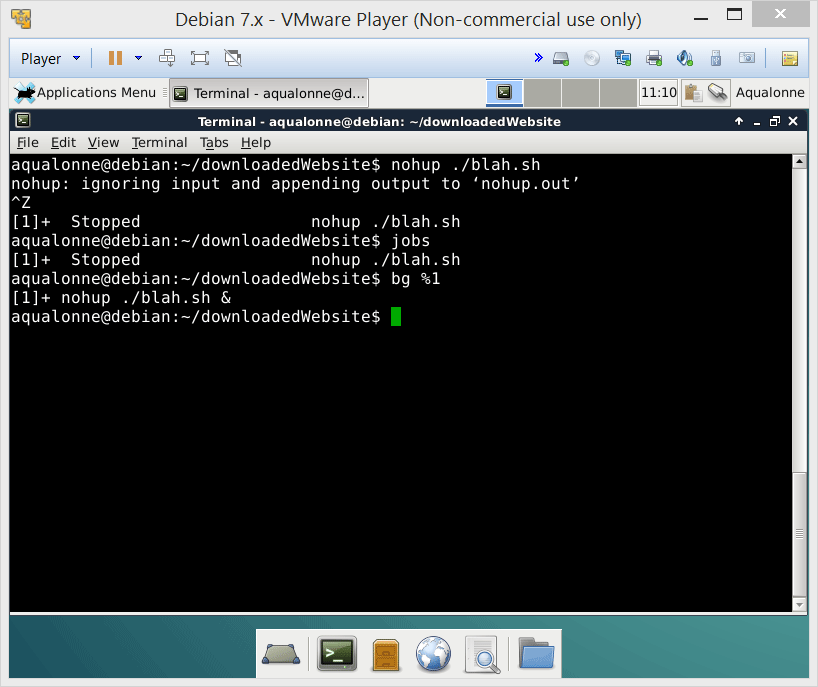 Debian 7.x - VMware Player (Non-commercial use only)
Player
Applications Menu
Terminal - aqualonne@d...
11:10
Aqualonne
Terminal - aqualonne@debian: ~/downloadedWebsite
File Edit View Terminal Tabs Help
aqualonne@debian:~/downloadedWebsite$ nohup ./blah.sh
nohup: ignoring input and appending output to ‘nohup.out’
^Z
[1]+  Stopped                 nohup ./blah.sh
aqualonne@debian:~/downloadedWebsite$ jobs
[1]+  Stopped                 nohup ./blah.sh
aqualonne@debian:~/downloadedWebsite$ bg %1
[1]+ nohup ./blah.sh &
aqualonne@debian:~/downloadedWebsite$